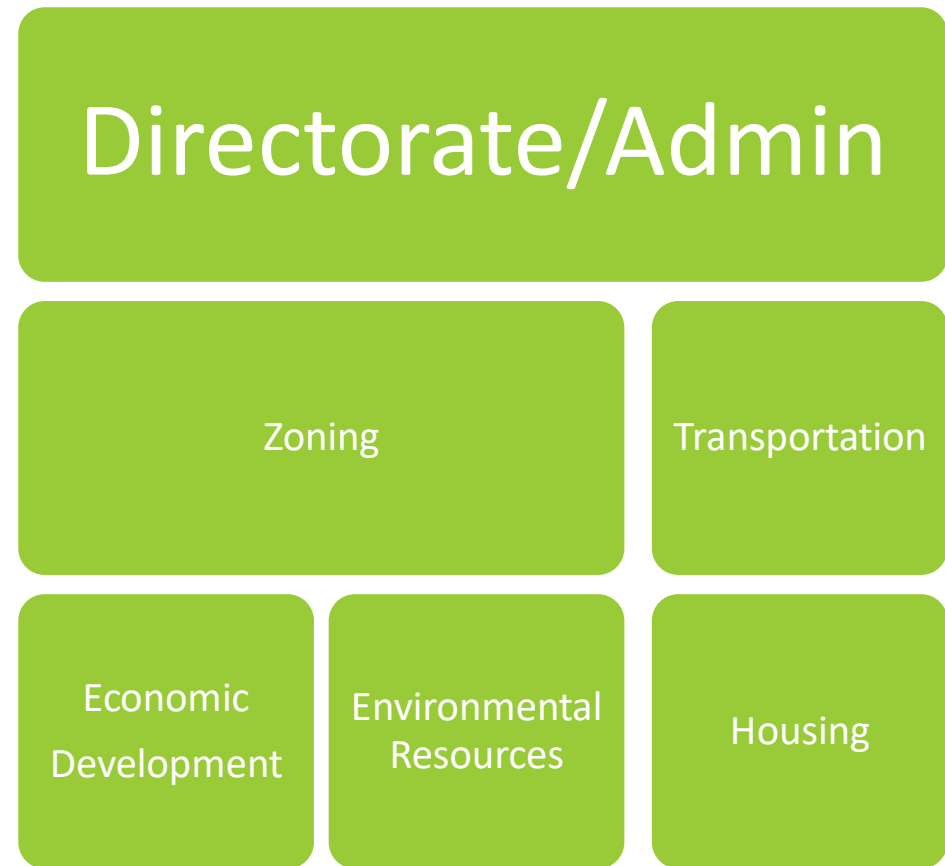 Directorate/Admin
Zoning
Transportation
Economic
Development
Environmental
Resources
Housing